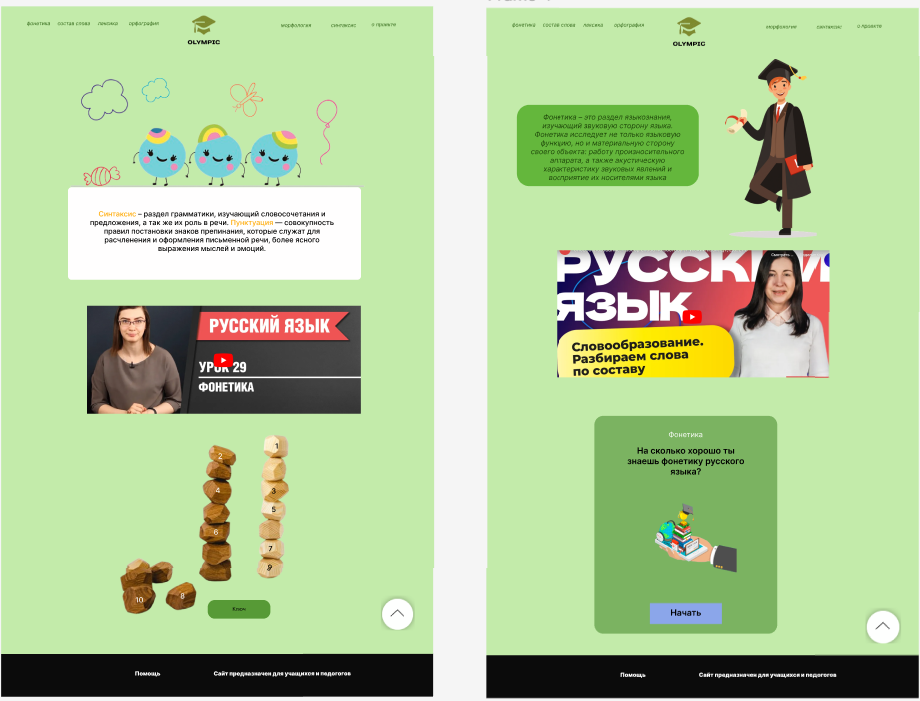 фонетика состав слова лексика орфография
OLYMPIC
морфология синтаксис о проекте
Синтаксис – раздел грамматики, изучающий словосочетания и
предложения, а так же их роль в речи. Пунктуация — совокупность
правил постановки знаков препинания, которые служат для
расчленения и оформления письменной речи, более ясного
выражения мыслей и эмоций.
РУССКИЙ ЯЗЫК
УРОК 29
ФОНЕТИКА
1
2
3
4
5
6
7
9
8
10
Ключ
Помощь
Сайт предназначен для учащихся и педогогов
фонетика состав слова лексика орфография
OLYMPIC
морфология синтаксис о проекте
Фонетика – это раздел языкознания,
изучающий звуковую сторону языка.
Фонетика исследует не только языковую
функцию, но и материальную сторону
своего объекта: работу произносительного
аппарата, а также акустическую
характеристику звуковых явлений и
восприятие их носителями языка
РУССКИЙ
ЯЗЫК
Словообразование.
Разбираем слова
по составу
Фонетика
На сколько хорошо ты
знаешь фонетику русского
языка?
Начать
Помощь
Сайт предназначен для учащихся и педогогов